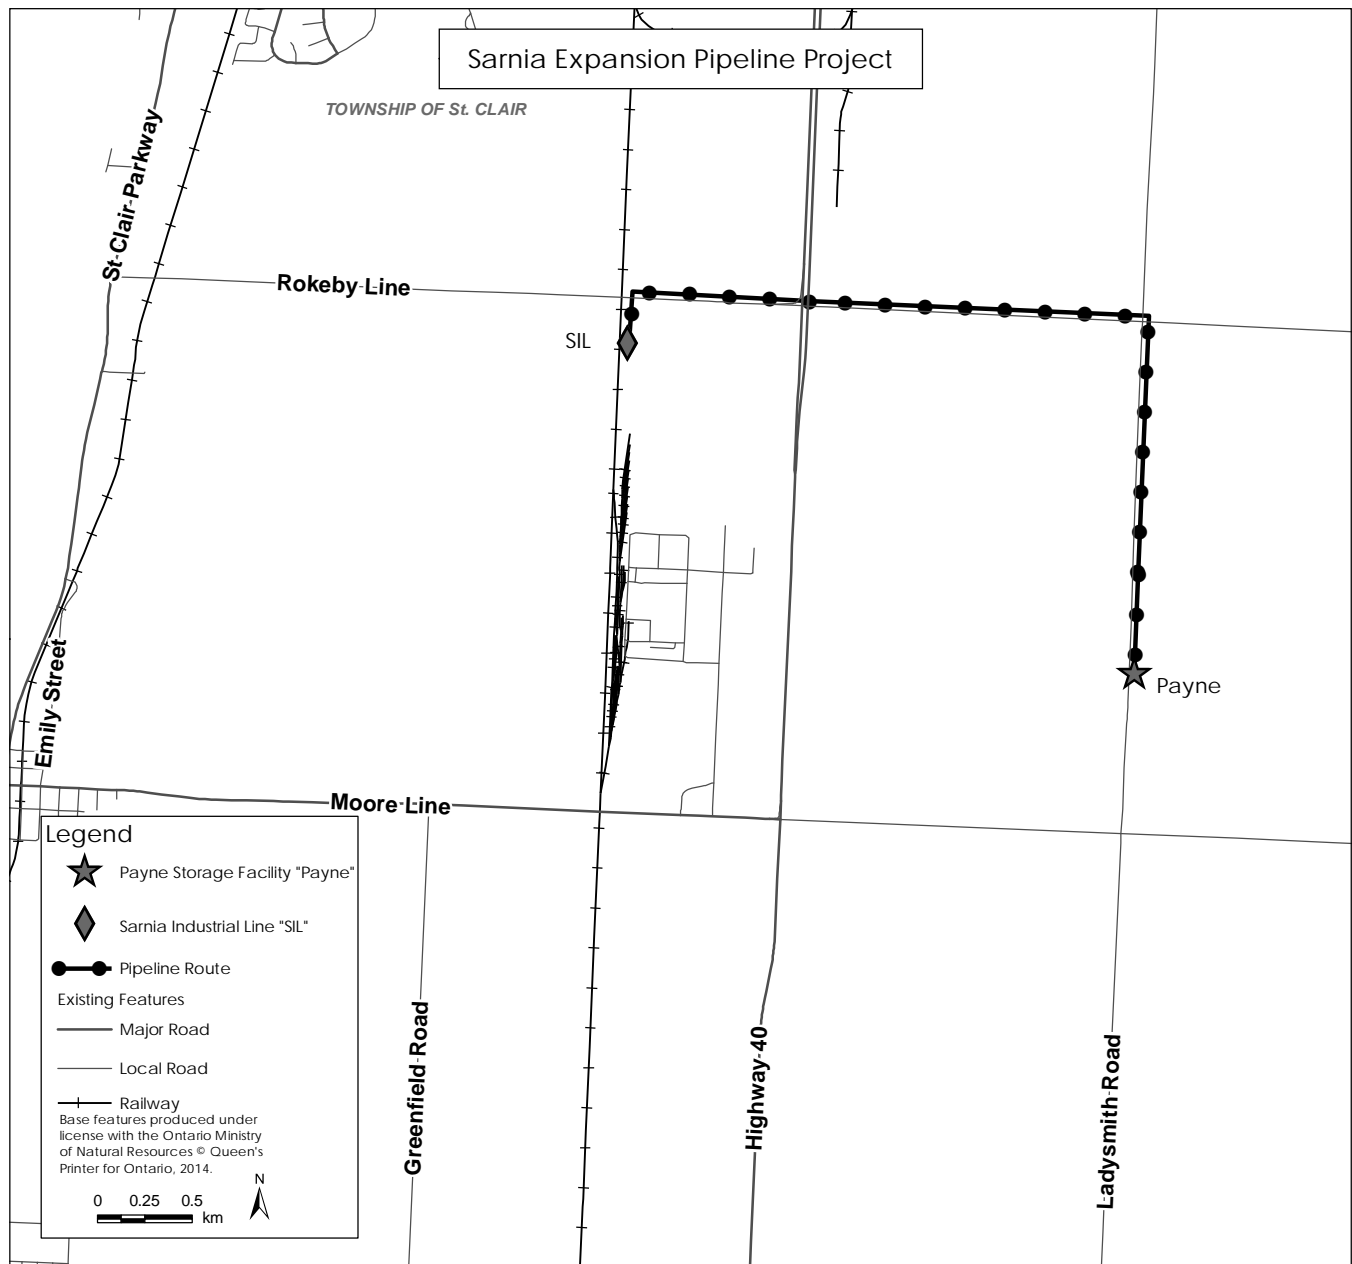 Sarnia Expansion Pipeline Project
TOWNSHIP OF St. CLAIR
St Clair Parkway
Rokeby Line
SIL
Payne
Emily Street
Moore Line
Greenfield Road
Highway 40
Ladysmith Road
Legend
Payne Storage Facility "Payne"
Sarnia Industrial Line "SIL"
Pipeline Route
Existing Features
Major Road
Local Road
Railway
Base features produced under
license with the Ontario Ministry
of Natural Resources © Queen's
Printer for Ontario, 2014.
N
0 0.25 0.5
km